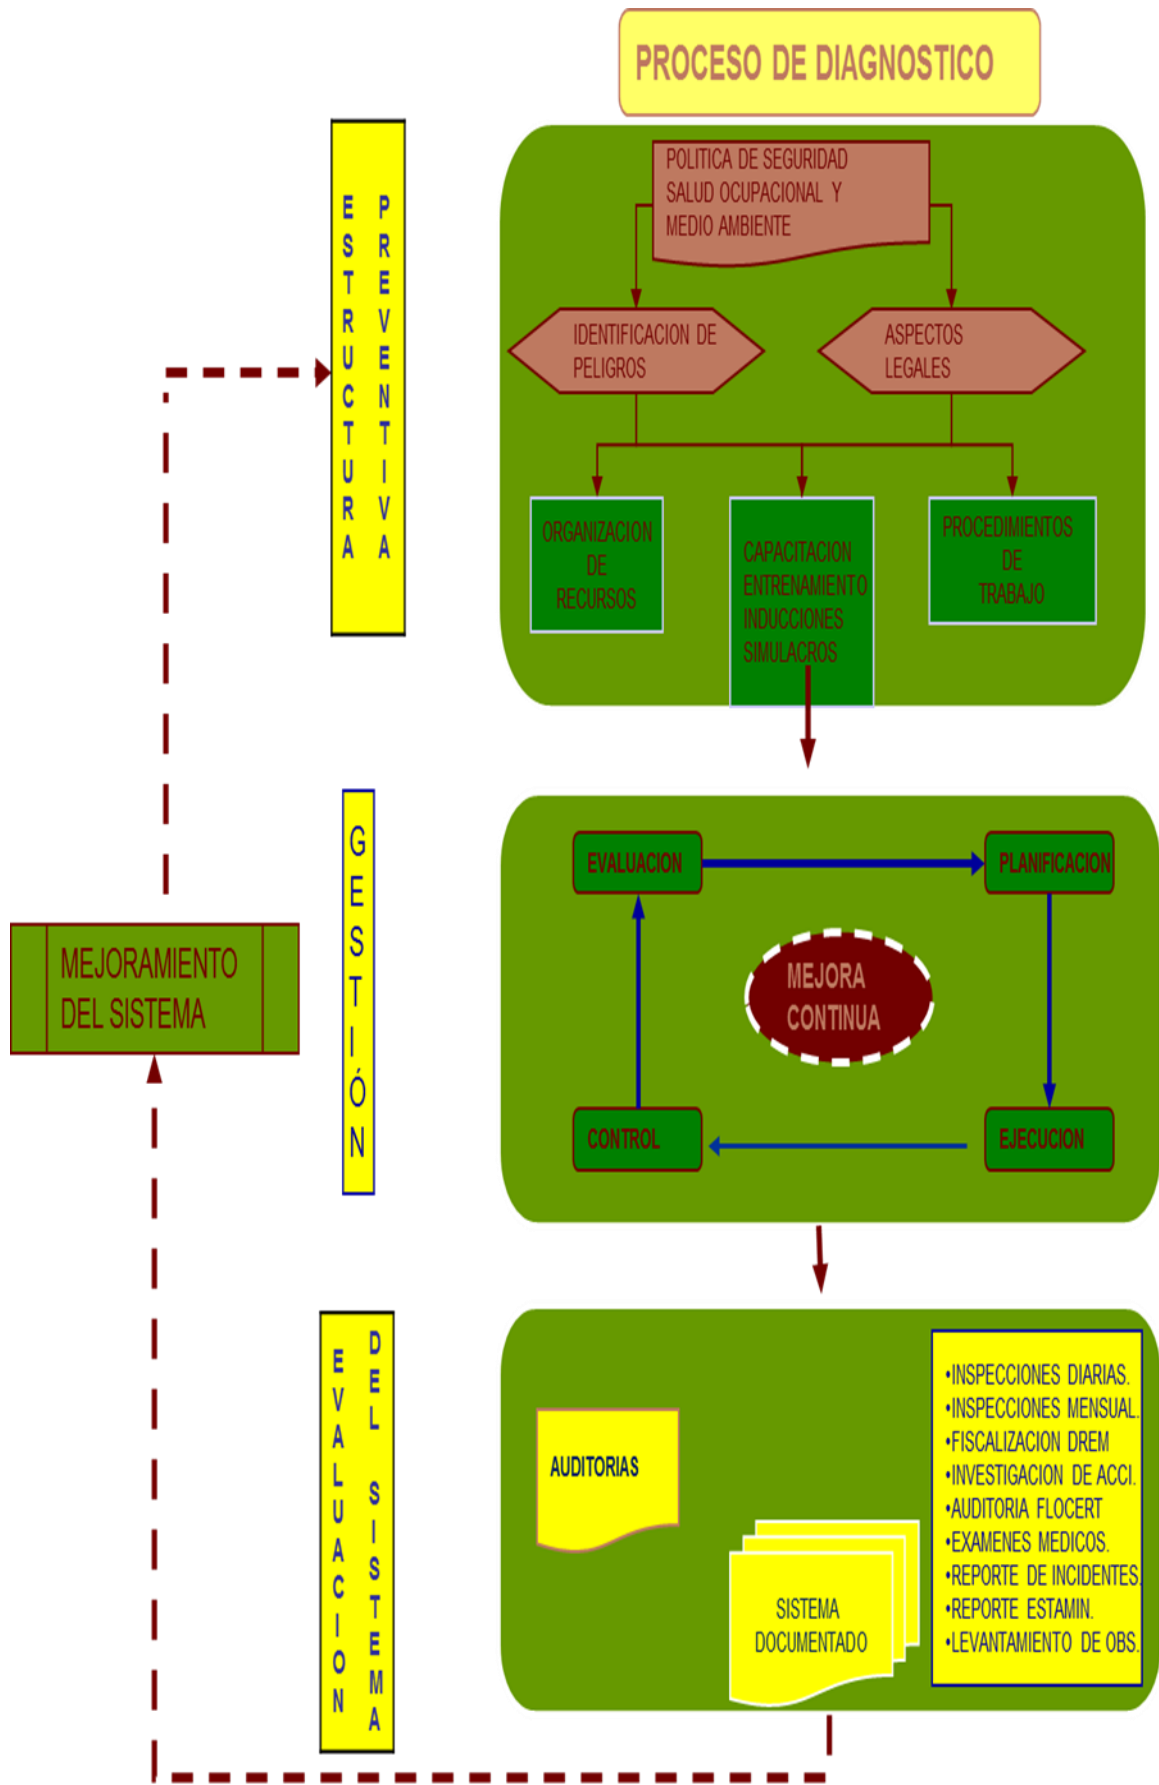 PROCESO DE DIAGNOSTICO
ESTRUCTURA
PREVENTIVA
POLITICA DE SEGURIDAD
SALUD OCUPACIONAL Y
MEDIO AMBIENTE
IDENTIFICACION DE
PELIGROS
ASPECTOS
LEGALES
ORGANIZACION
DE
RECURSOS
CAPACITACION
ENTRENAMIENTO
INDUCCIONES
SIMULACROS
PROCEDIMIENTOS
DE
TRABAJO
GESTIÓN
EVALUACION
PLANIFICACION
MEJORA
CONTINUA
CONTROL
EJECUCION
MEJORAMIENTO
DEL SISTEMA
EVALUACION
DEL SISTEMA
AUDITORIAS
SISTEMA
DOCUMENTADO
•INSPECCIONES DIARIAS.
•INSPECCIONES MENSUAL.
•FISCALIZACION DREM
•INVESTIGACION DE ACCI.
•AUDITORIA FLOCERT
•EXAMENES MEDICOS.
•REPORTE DE INCIDENTES.
•REPORTE ESTAMIN.
•LEVANTAMIENTO DE OBS.